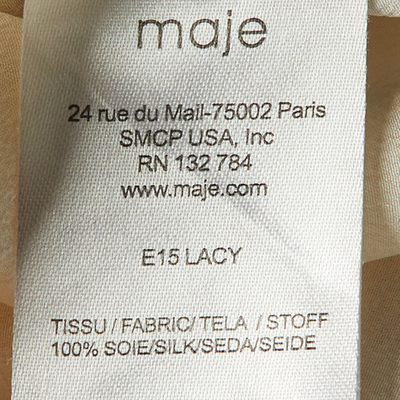 maje
24 rue du Mail-75002 Paris
SMCP USA, Inc
RN 132 784
www.maje.com
E15 LACY
TISSU / FABRIC/ TELA / STOFF
100% SOIE/SILK/SEDA/SEIDE